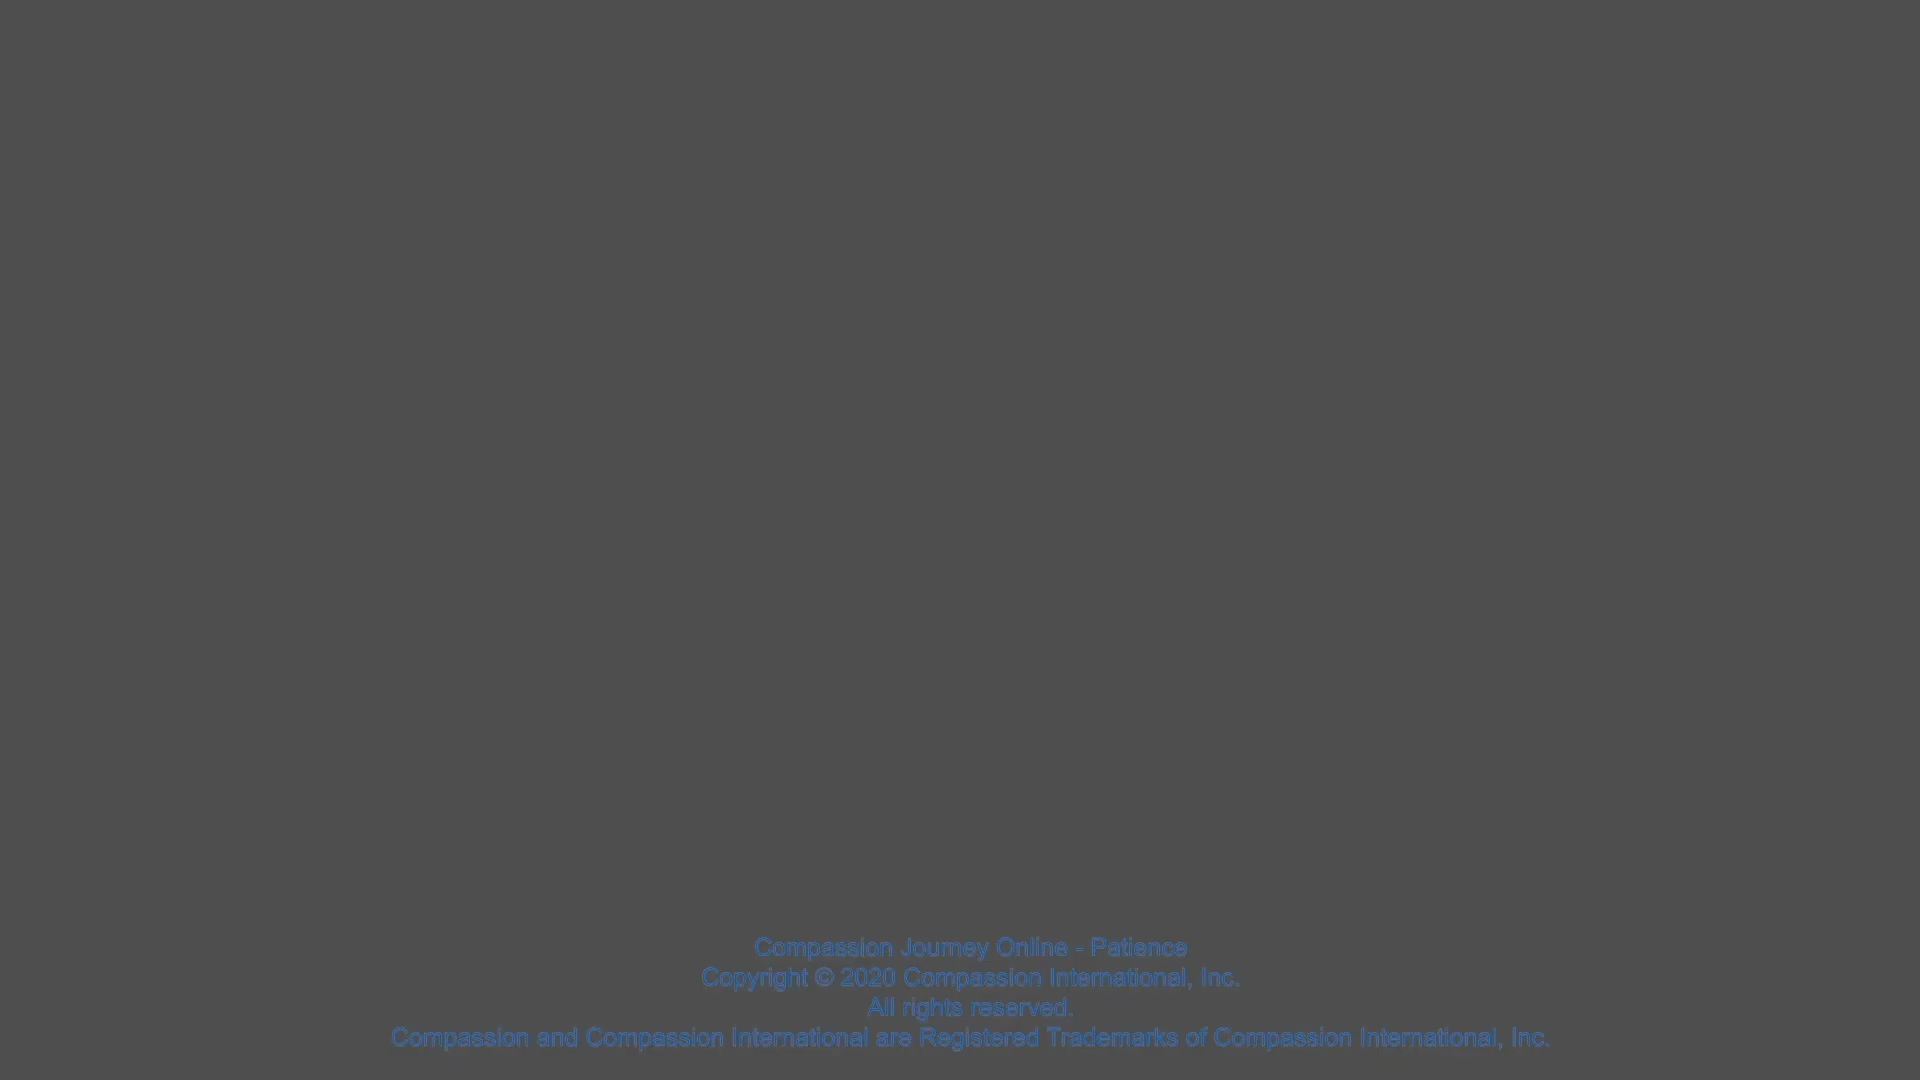 Compassion Journey Online - Patience
Copyright © 2020 Compassion International, Inc.
All rights reserved.
Compassion and Compassion International are Registered Trademarks of Compassion International, Inc.